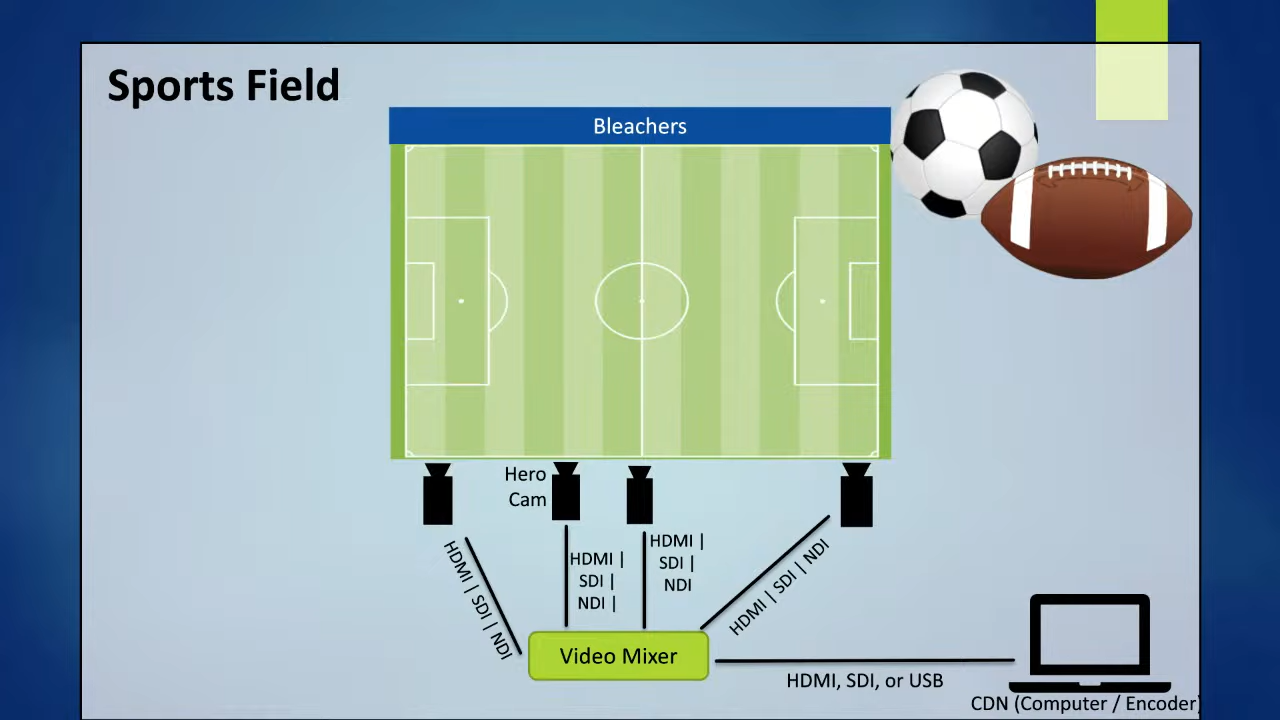 Sports Field
Bleachers
Hero
Cam
HDMI | SDI | NDI
HDMI |
SDI |
NDI |
HDMI |
SDI |
NDI
HDMI | SDI | NDI
Video Mixer
HDMI, SDI, or USB
CDN (Computer / Encoder)